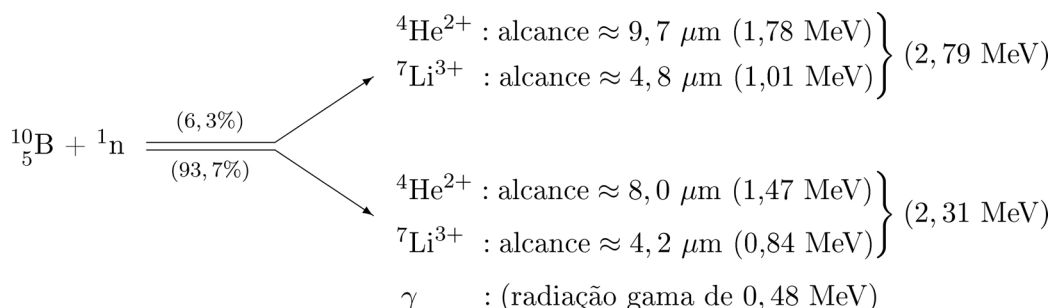 ⁴He²⁺ : alcance ≈ 9,7 μm (1,78 MeV)
⁷Li³⁺ : alcance ≈ 4,8 μm (1,01 MeV)
} (2,79 MeV)
(6,3%)
¹⁰₅B + ¹n
(93,7%)
⁴He²⁺ : alcance ≈ 8,0 μm (1,47 MeV)
⁷Li³⁺ : alcance ≈ 4,2 μm (0,84 MeV)
} (2,31 MeV)
γ : (radiação gama de 0,48 MeV)